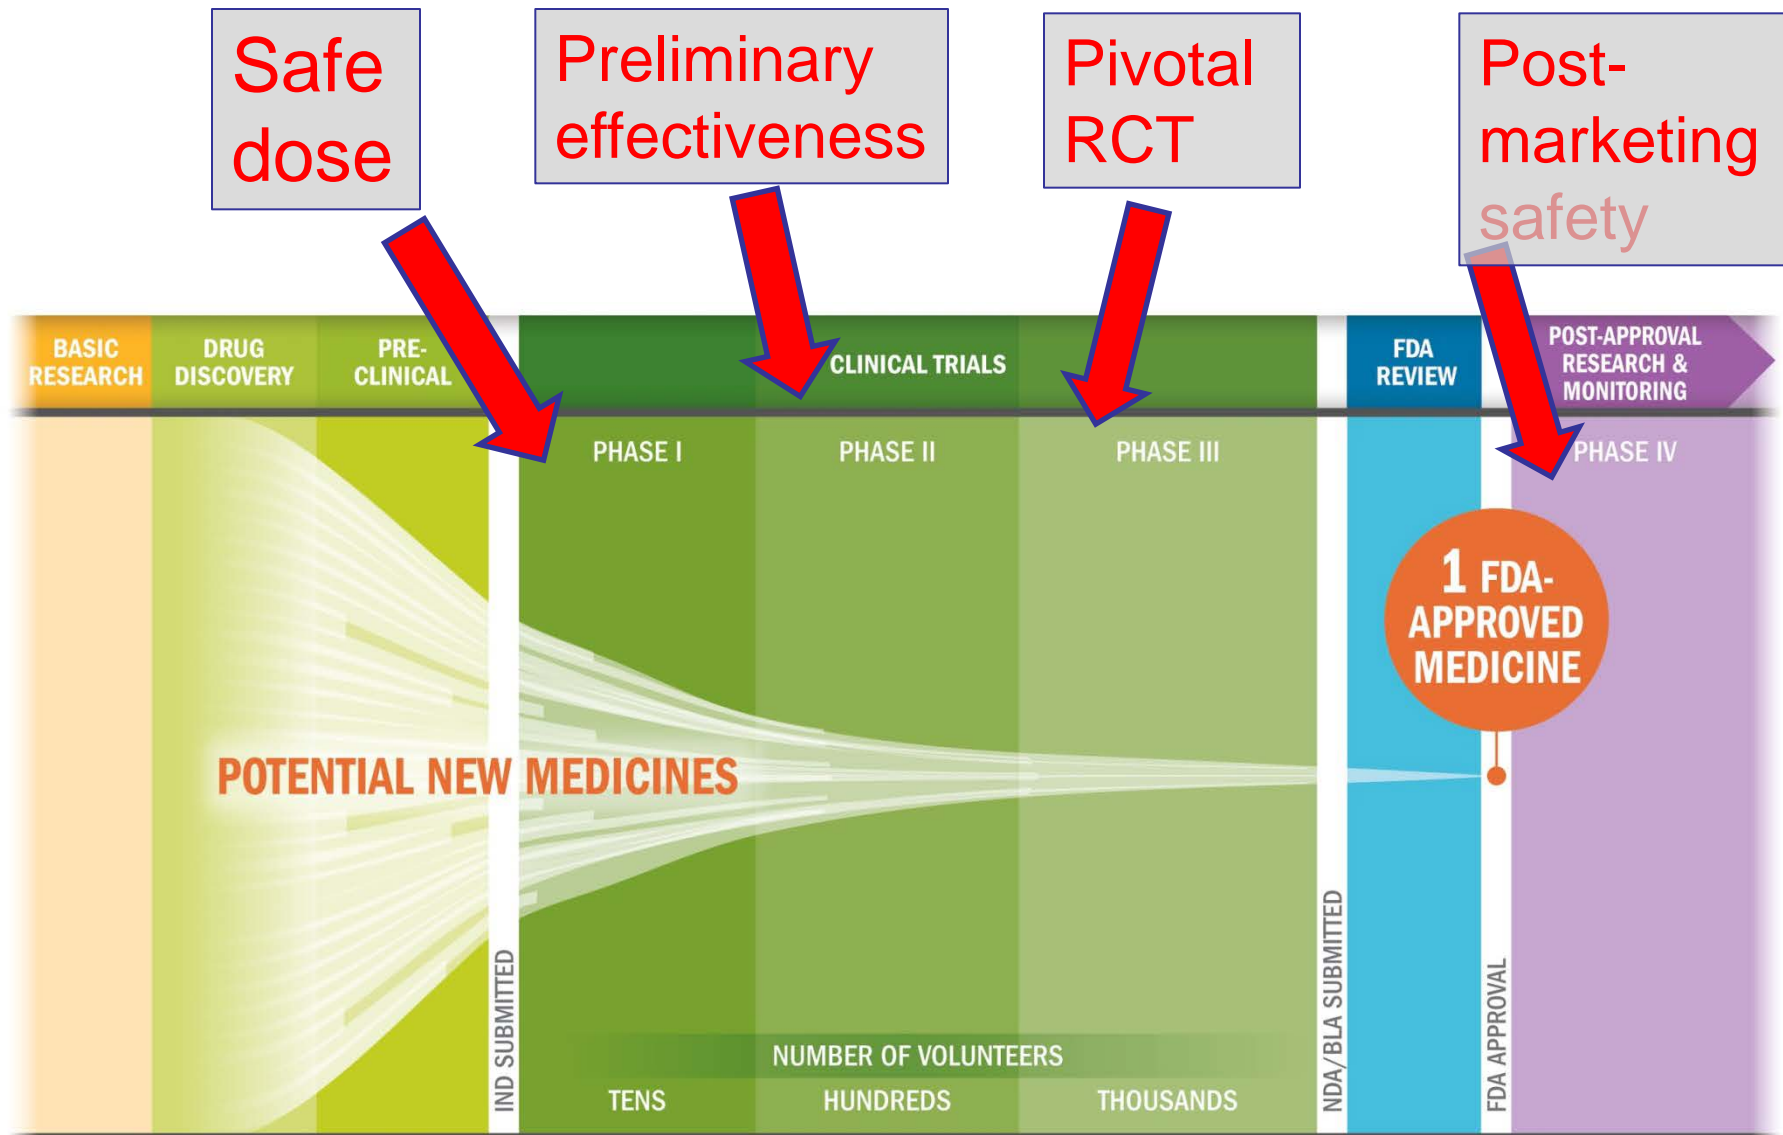 Safe
dose
Preliminary
effectiveness
Pivotal
RCT
Post-
marketing
safety
BASIC
RESEARCH
DRUG
DISCOVERY
PRE-
CLINICAL
CLINICAL TRIALS
FDA
REVIEW
POST-APPROVAL
RESEARCH &
MONITORING
PHASE I
PHASE II
PHASE III
PHASE IV
1 FDA-
APPROVED
MEDICINE
POTENTIAL NEW MEDICINES
IND SUBMITTED
NDA/BLA SUBMITTED
FDA APPROVAL
NUMBER OF VOLUNTEERS
TENS
HUNDREDS
THOUSANDS